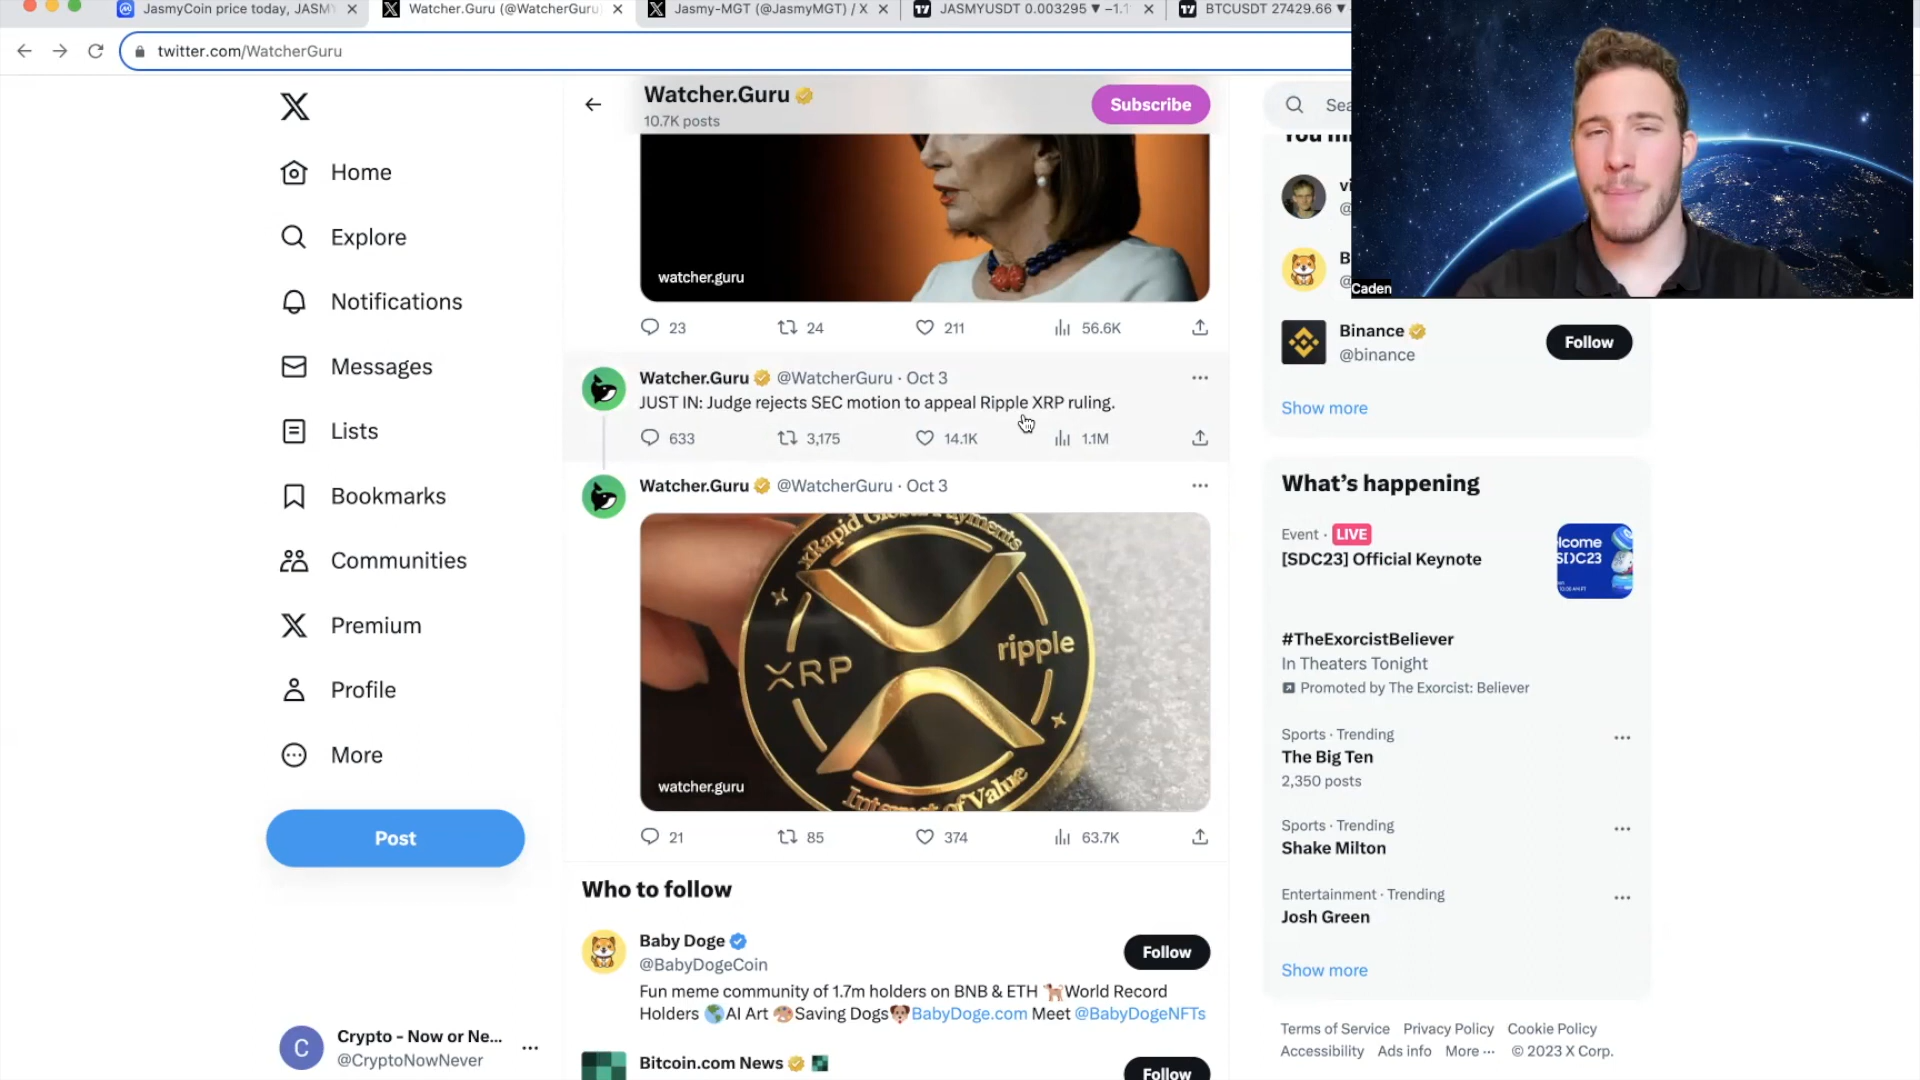 JasmyCoin price today, JASM
Watcher.Guru (@WatcherGuru)
Jasmy-MGT (@JasmyMGT) / X
JASMYUSDT 0.003295 ▼ −1.1
BTCUSDT 27429.66 ▼
twitter.com/WatcherGuru
Watcher.Guru
10.7K posts
Subscribe
Home
Explore
Notifications
Messages
Lists
Bookmarks
Communities
Premium
Profile
More
Post
Crypto - Now or Ne...
@CryptoNowNever
watcher.guru
23 24 211 56.6K
Watcher.Guru @WatcherGuru · Oct 3
JUST IN: Judge rejects SEC motion to appeal Ripple XRP ruling.
633 3,175 14.1K 1.1M
Watcher.Guru @WatcherGuru · Oct 3
xRapid Global Payments
XRP
ripple
Internet of Value
watcher.guru
21 85 374 63.7K
Who to follow
Baby Doge
@BabyDogeCoin
Follow
Fun meme community of 1.7m holders on BNB & ETH 🐕World Record
Holders 🌎AI Art 🎨Saving Dogs🐶BabyDoge.com Meet @BabyDogeNFTs
Bitcoin.com News
Follow
Caden
Binance
@binance
Follow
Show more
What's happening
Event · LIVE
[SDC23] Official Keynote
SDC23
#TheExorcistBeliever
In Theaters Tonight
Promoted by The Exorcist: Believer
Sports · Trending
The Big Ten
2,350 posts
Sports · Trending
Shake Milton
Entertainment · Trending
Josh Green
Show more
Terms of Service Privacy Policy Cookie Policy
Accessibility Ads info More ··· © 2023 X Corp.